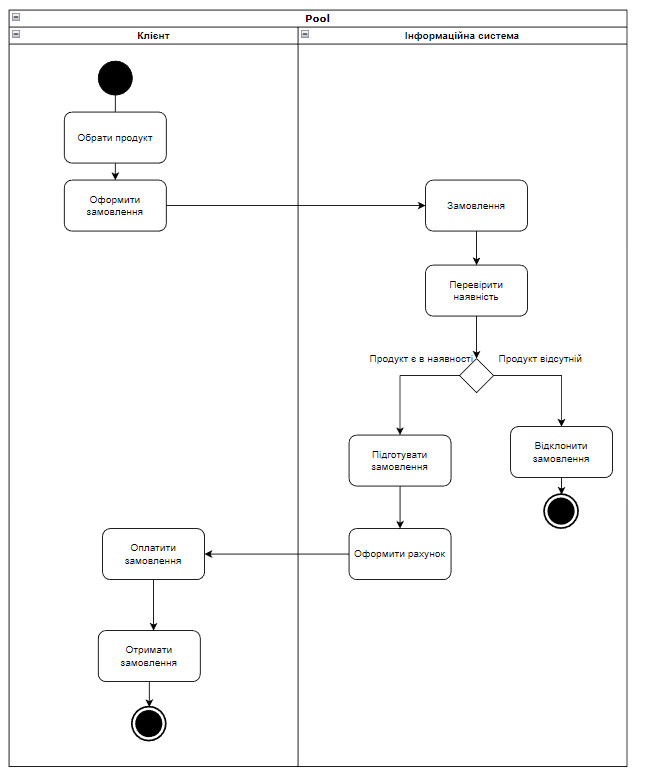 Pool
Клієнт
Інформаційна система
Обрати продукт
Оформити
замовлення
Замовлення
Перевірити
наявність
Продукт є в наявності
Продукт відсутній
Підготувати
замовлення
Відклонити
замовлення
Оплатити
замовлення
Оформити рахунок
Отримати
замовлення